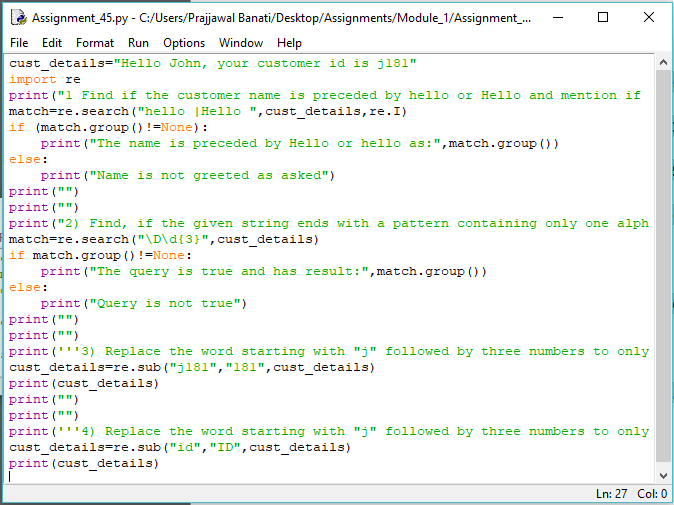 Assignment_45.py - C:/Users/Prajjawal Banati/Desktop/Assignments/Module_1/Assignment_...
File Edit Format Run Options Window Help
cust_details="Hello John, your customer id is j181"
import re
print("1 Find if the customer name is preceded by hello or Hello and mention if
match=re.search("hello |Hello ",cust_details,re.I)
if (match.group()!=None):
    print("The name is preceded by Hello or hello as:",match.group())
else:
    print("Name is not greeted as asked")
print("")
print("")
print("2) Find, if the given string ends with a pattern containing only one alph
match=re.search("\D\d{3}",cust_details)
if match.group()!=None:
    print("The query is true and has result:",match.group())
else:
    print("Query is not true")
print("")
print("")
print('''3) Replace the word starting with "j" followed by three numbers to only
cust_details=re.sub("j181","181",cust_details)
print(cust_details)
print("")
print("")
print('''4) Replace the word starting with "j" followed by three numbers to only
cust_details=re.sub("id","ID",cust_details)
print(cust_details)
Ln: 27 Col: 0